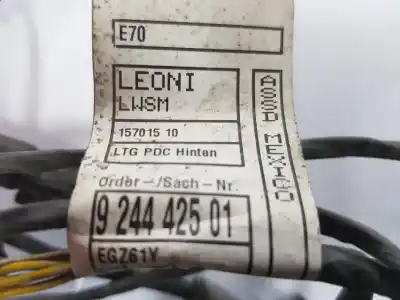 E70
LEONI
LWSM
157015 10
LTG PDC Hinten
ASSD MEXICO
Order-/Sach-Nr.
9 244 425 01
EGZ61Y